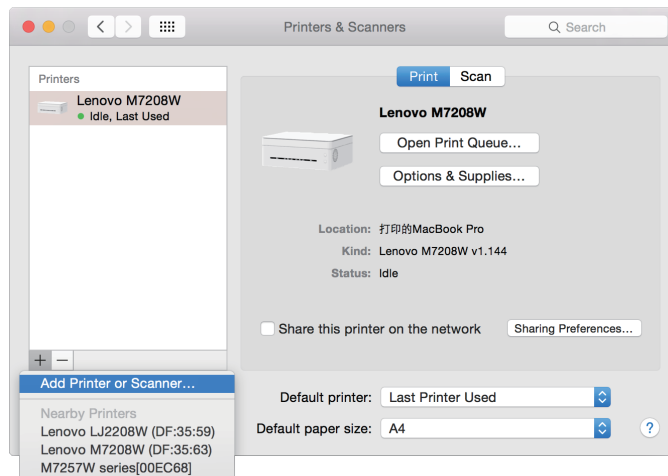 Printers & Scanners
Search
Printers
Lenovo M7208W
Idle, Last Used
Print Scan
Lenovo M7208W
Open Print Queue...
Options & Supplies...
Location: 打印的MacBook Pro
Kind: Lenovo M7208W v1.144
Status: Idle
Share this printer on the network Sharing Preferences...
+ −
Add Printer or Scanner...
Nearby Printers
Lenovo LJ2208W (DF:35:59)
Lenovo M7208W (DF:35:63)
M7257W series[00EC68]
Default printer: Last Printer Used
Default paper size: A4 ?